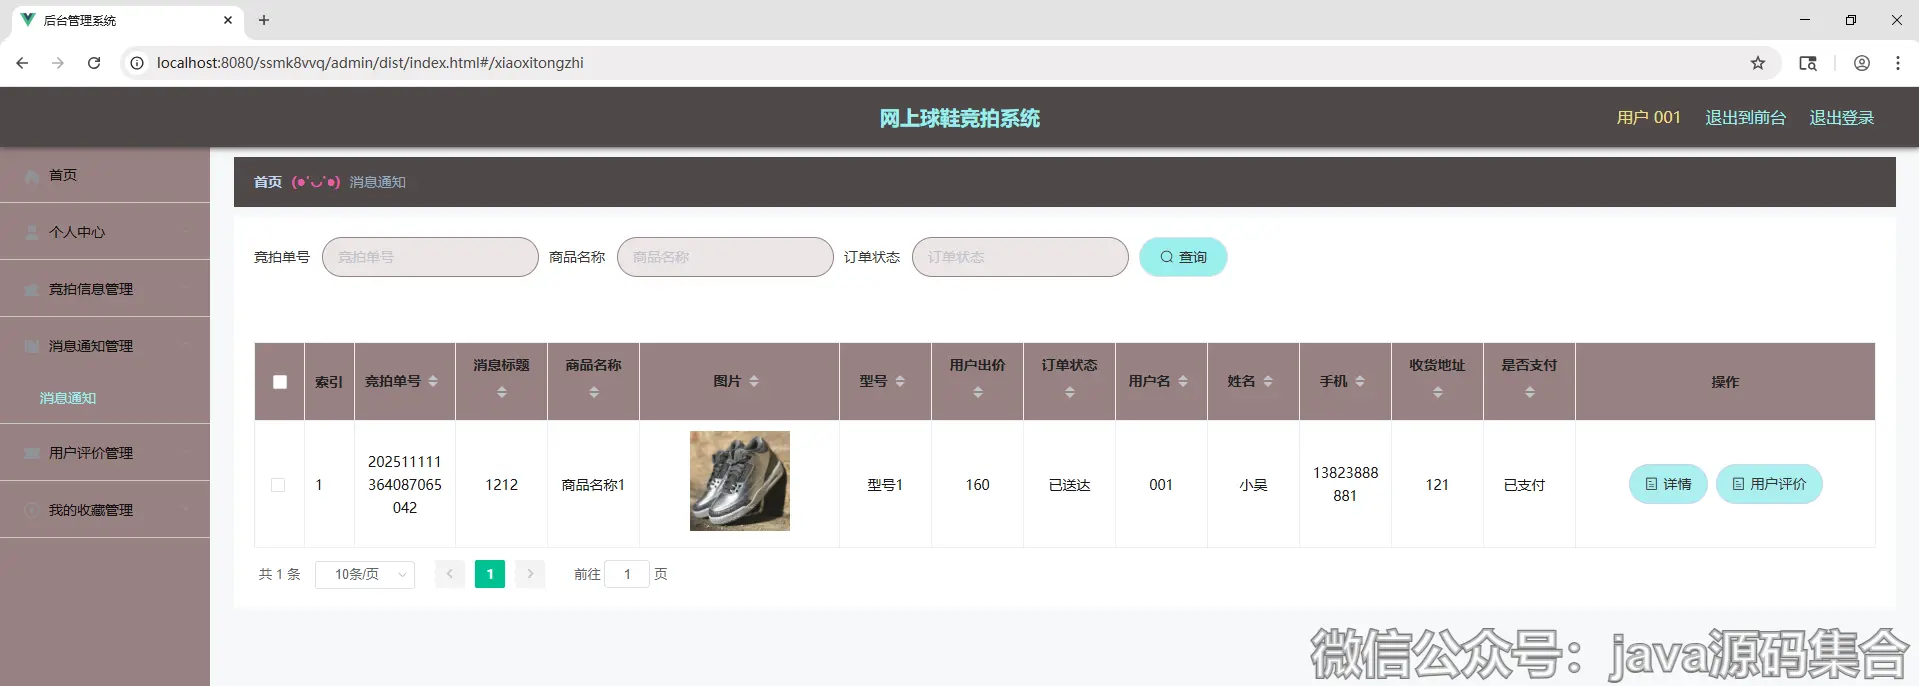 后台管理系统
localhost:8080/ssmk8vvq/admin/dist/index.html#/xiaoxitongzhi
网上球鞋竞拍系统
用户 001 退出到前台 退出登录
首页
个人中心
竞拍信息管理
消息通知管理
消息通知
用户评价管理
我的收藏管理
首页 (●'◡'●) 消息通知
竞拍单号 竞拍单号 商品名称 商品名称 订单状态 订单状态 查询
索引 竞拍单号 消息标题 商品名称 图片 型号 用户出价 订单状态 用户名 姓名 手机 收货地址 是否支付 操作
1 202511111364087065042 1212 商品名称1 型号1 160 已送达 001 小吴 13823888881 121 已支付 详情 用户评价
共 1 条 10条/页 1 前往 1 页
微信公众号：java源码集合